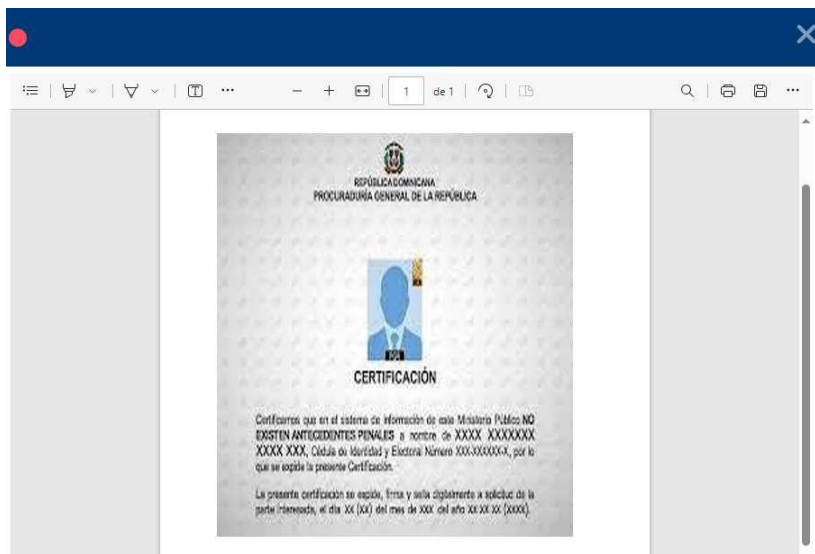 1 de 1
REPÚBLICA DOMINICANA
PROCURADURÍA GENERAL DE LA REPÚBLICA
PGR
CERTIFICACIÓN
Certificamos que en el sistema de información de este Ministerio Público NO
EXISTEN ANTECEDENTES PENALES a nombre de XXXX XXXXXXX
XXXX XXX, Cédula de Identidad y Electoral Número XXX-XXXXXX-X, por lo
que se expide la presente Certificación.
La presente certificación se expide, firma y sella digitalmente a solicitud de la
parte interesada, el día XX (XX) del mes de XXX del año XX XX XX (XXXX).